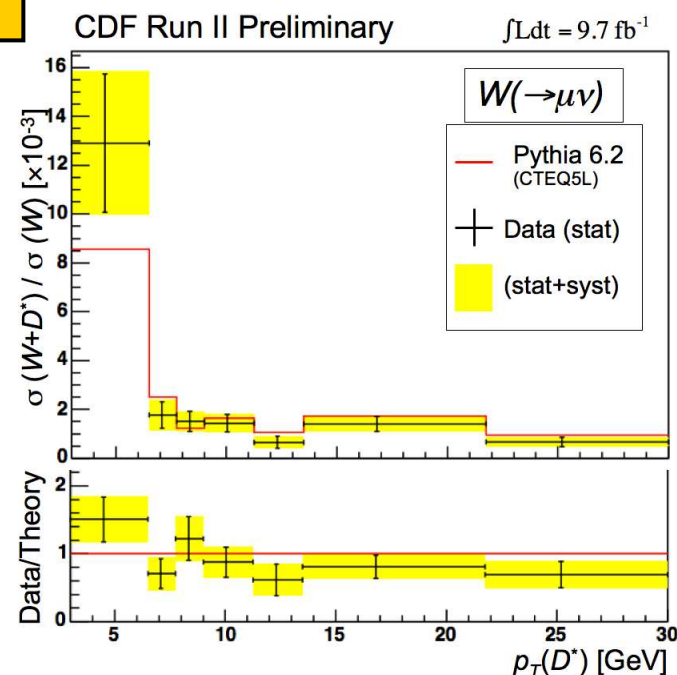 CDF Run II Preliminary
∫Ldt = 9.7 fb⁻¹
W(→μν)
Pythia 6.2
(CTEQ5L)
Data (stat)
(stat+syst)
σ (W+D*) / σ (W) [×10⁻³]
16
14
12
10
8
6
4
2
0
Data/Theory
2
1
0
5
10
15
20
25
30
p_T(D*) [GeV]